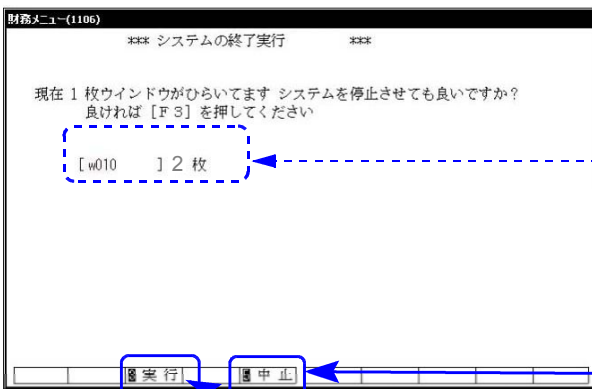 財務メニュー(1106)
*** システムの終了実行 ***
現在 1 枚ウインドウがひらいてます システムを停止させても良いですか?
良ければ [F3] を押してください
[ w010 ] 2 枚
実 行 中 止